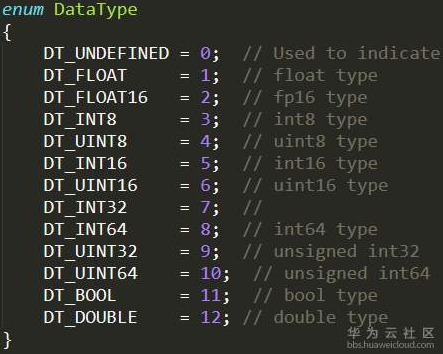 enum DataType
{
    DT_UNDEFINED = 0;  // Used to indicate
    DT_FLOAT     = 1;  // float type
    DT_FLOAT16   = 2;  // fp16 type
    DT_INT8      = 3;  // int8 type
    DT_UINT8     = 4;  // uint8 type
    DT_INT16     = 5;  // int16 type
    DT_UINT16    = 6;  // uint16 type
    DT_INT32     = 7;  //
    DT_INT64     = 8;  // int64 type
    DT_UINT32    = 9;  // unsigned int32
    DT_UINT64    = 10;  // unsigned int64
    DT_BOOL      = 11;  // bool type
    DT_DOUBLE    = 12; // double type
}
华为云社区
bbs.huaweicloud.com